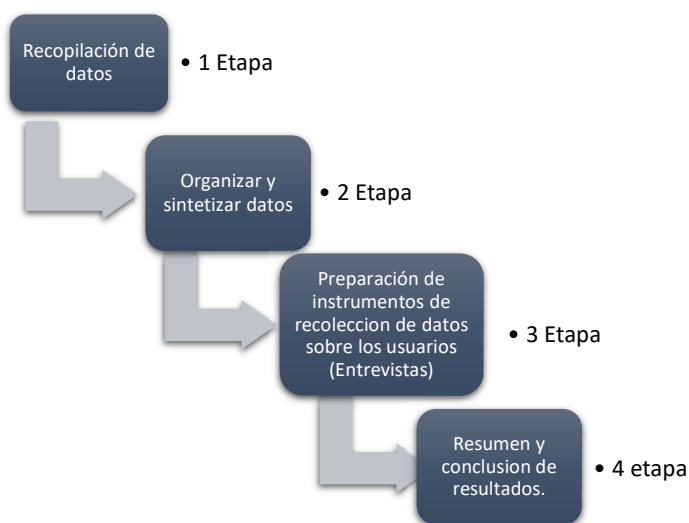 Recopilación de
datos
• 1 Etapa
Organizar y
sintetizar datos
• 2 Etapa
Preparación de
instrumentos de
recoleccion de datos
sobre los usuarios
(Entrevistas)
• 3 Etapa
Resumen y
conclusion de
resultados.
• 4 etapa